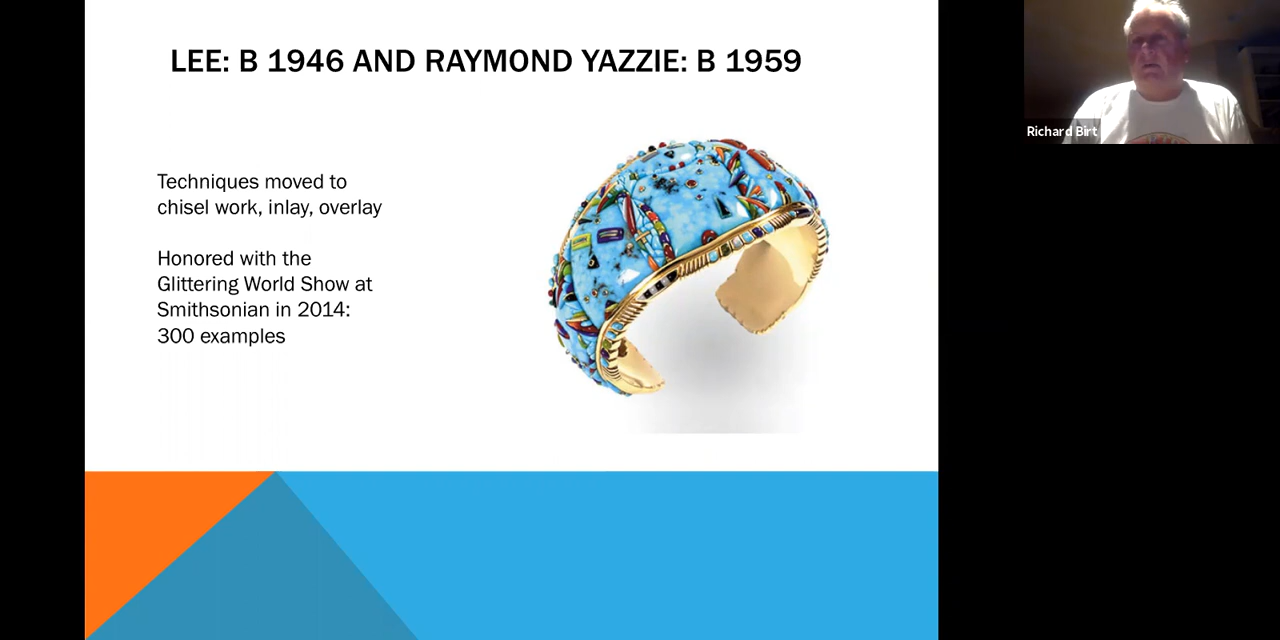 LEE: B 1946 AND RAYMOND YAZZIE: B 1959
Techniques moved to
chisel work, inlay, overlay
Honored with the
Glittering World Show at
Smithsonian in 2014:
300 examples
Richard Birt